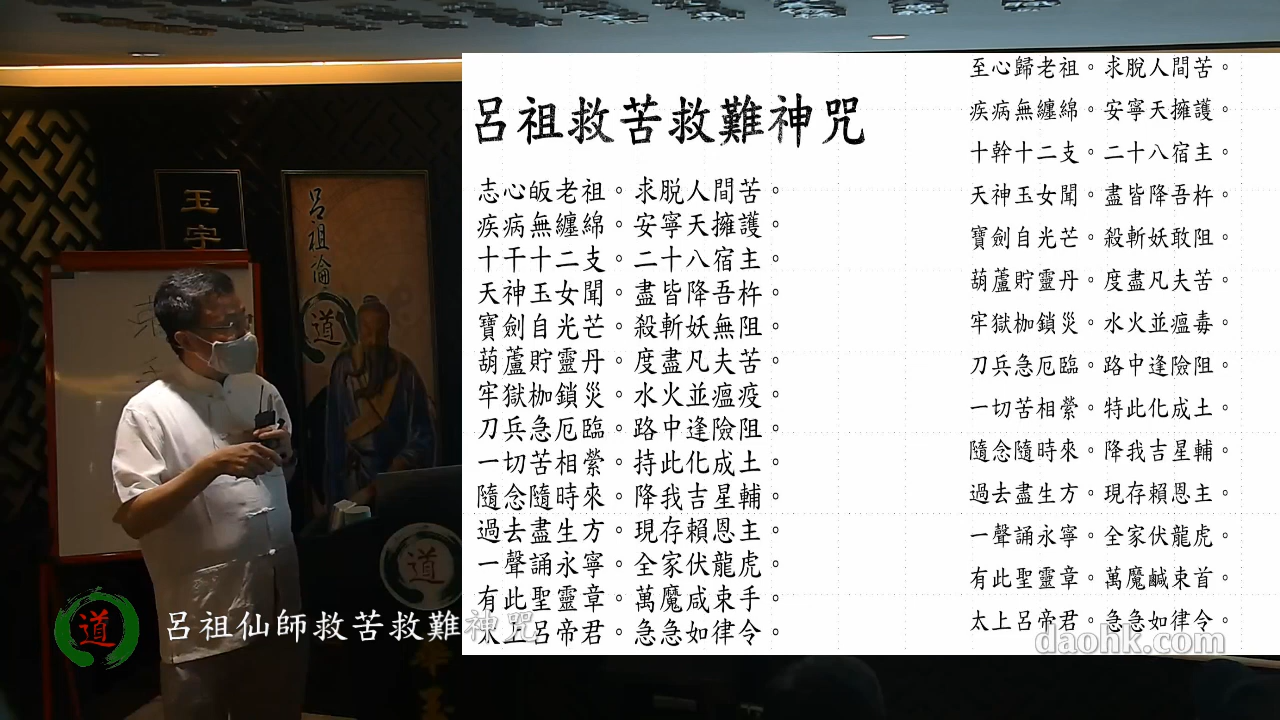 呂祖救苦救難神咒
志心皈老祖。求脱人間苦。
疾病無纏綿。安寧天擁護。
十干十二支。二十八宿主。
天神玉女聞。盡皆降吾杵。
寶劍自光芒。殺斬妖無阻。
葫蘆貯靈丹。度盡凡夫苦。
牢獄枷鎖災。水火並瘟疫。
刀兵急厄臨。路中逢險阻。
一切苦相縈。持此化成土。
隨念隨時來。降我吉星輔。
過去盡生方。現存賴恩主。
一聲誦永寧。全家伏龍虎。
有此聖靈章。萬魔咸束手。
太上呂帝君。急急如律令。
至心歸老祖。求脫人間苦。
疾病無纏綿。安寧天擁護。
十幹十二支。二十八宿主。
天神玉女聞。盡皆降吾杵。
寶劍自光芒。殺斬妖敢阻。
葫蘆貯靈丹。度盡凡夫苦。
牢獄枷鎖災。水火並瘟毒。
刀兵急厄臨。路中逢險阻。
一切苦相縈。特此化成土。
隨念隨時來。降我吉星輔。
過去盡生方。現存賴恩主。
一聲誦永寧。全家伏龍虎。
有此聖靈章。萬魔鹹束首。
太上呂帝君。急急如律令。
玉宇
呂祖論
道
道
道
呂祖仙師救苦救難神咒
daohk.com